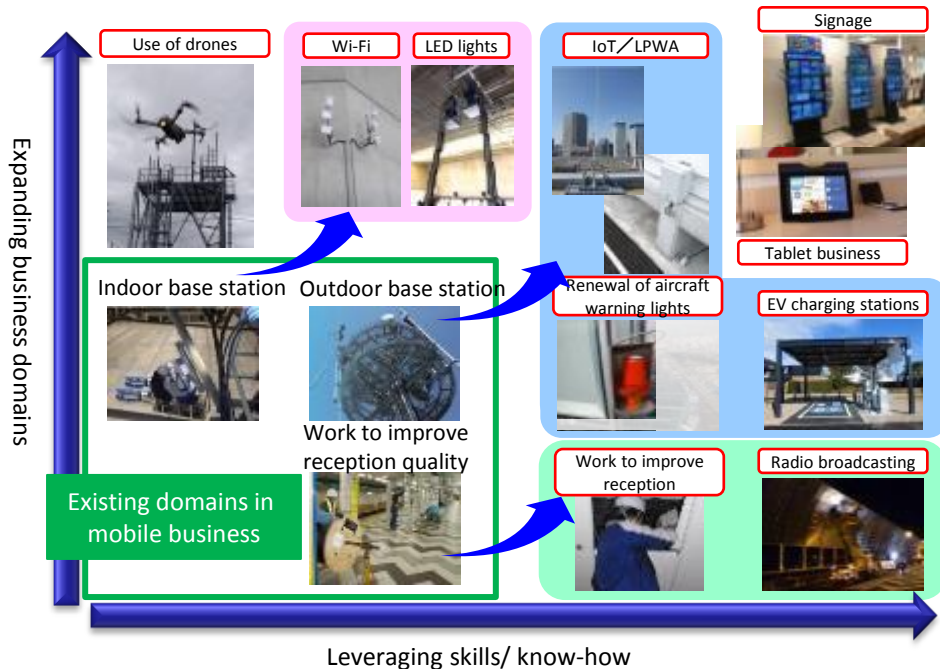 Use of drones
Wi-Fi
LED lights
IoT／LPWA
Signage
Tablet business
Expanding business domains
Indoor base station
Outdoor base station
Renewal of aircraft
warning lights
EV charging stations
Work to improve
reception quality
Existing domains in
mobile business
Work to improve
reception
Radio broadcasting
Leveraging skills/ know-how